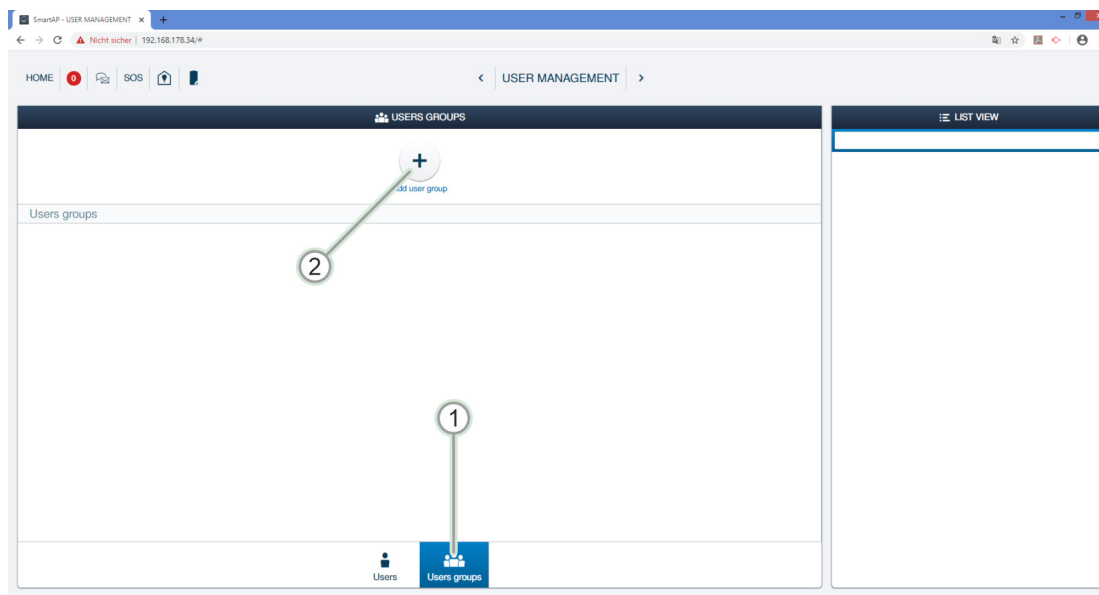 SmartAP - USER MANAGEMENT
Nicht sicher | 192.168.178.34/#
HOME 0 SOS < USER MANAGEMENT >
USERS GROUPS
LIST VIEW
Add user group
Users groups
2
1
Users
Users groups